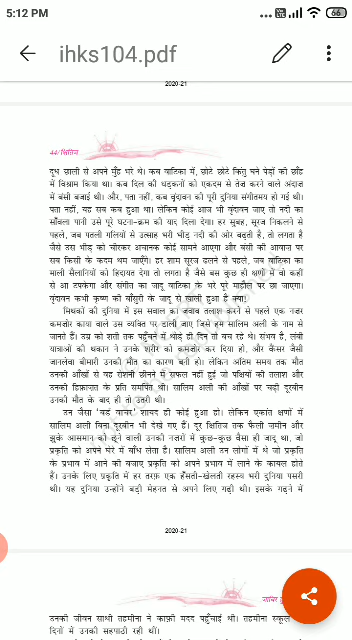 5:12 PM
66
ihks104.pdf
2020-21
44/क्षितिज
दूध छाली से अपने मुँह भरे थे। कब वाटिका में, छोटे छोटे किंतु घने पेड़ों की छाँह
में विश्राम किया था। कब दिल की धड़कनों को एकदम से तेज़ करने वाले अंदाज़
में बंसी बजाई थी। और, पता नहीं, कब वृंदावन की पूरी दुनिया संगीतमय हो गई थी।
पता नहीं, यह सब कब हुआ था। लेकिन कोई आज भी वृंदावन जाए तो नदी का
साँवला पानी उसे पूरे घटना-क्रम की याद दिला देगा। हर सुबह, सूरज निकलने से
पहले, जब पतली गलियों से उत्साह भरी भीड़ नदी की ओर बढ़ती है, तो लगता है
जैसे उस भीड़ को चीरकर अचानक कोई सामने आएगा और बंसी की आवाज़ पर
सब किसी के कदम थम जाएँगे। हर शाम सूरज ढलने से पहले, जब वाटिका का
माली सैलानियों को हिदायत देगा तो लगता है जैसे बस कुछ ही क्षणों में वो कहीं
से आ टपकेगा और संगीत का जादू वाटिका के भरे पूरे माहौल पर छा जाएगा।
वृंदावन कभी कृष्ण की बाँसुरी के जादू से खाली हुआ है क्या!
मिथकों की दुनिया में इस सवाल का जवाब तलाश करने से पहले एक नज़र
कमज़ोर काया वाले उस व्यक्ति पर डाली जाए जिसे हम सालिम अली के नाम से
जानते हैं। उम्र को शती तक पहुँचने में थोड़े ही दिन तो बच रहे थे। संभव है, लंबी
यात्राओं की थकान ने उनके शरीर को कमज़ोर कर दिया हो, और कैंसर जैसी
जानलेवा बीमारी उनकी मौत का कारण बनी हो। लेकिन अंतिम समय तक मौत
उनकी आँखों से वह रोशनी छीनने में सफल नहीं हुई जो पक्षियों की तलाश और
उनकी हिफ़ाज़त के प्रति समर्पित थी। सालिम अली की आँखों पर चढ़ी दूरबीन
उनकी मौत के बाद ही तो उतरी थी।
उन जैसा 'बर्ड वाचर' शायद ही कोई हुआ हो। लेकिन एकांत क्षणों में
सालिम अली बिना दूरबीन भी देखे गए हैं। दूर क्षितिज तक फैली ज़मीन और
झुके आसमान को छूने वाली उनकी नज़रों में कुछ-कुछ वैसा ही जादू था, जो
प्रकृति को अपने घेरे में बाँध लेता है। सालिम अली उन लोगों में थे जो प्रकृति
के प्रभाव में आने की बजाए प्रकृति को अपने प्रभाव में लाने के कायल होते
हैं। उनके लिए प्रकृति में हर तरफ़ एक हँसती-खेलती रहस्य भरी दुनिया पसरी
थी। यह दुनिया उन्होंने बड़ी मेहनत से अपने लिए गढ़ी थी। इसके गढ़ने में
2020-21
उनकी जीवन साथी तहमीना ने काफ़ी मदद पहुँचाई थी। तहमीना स्कूल
दिनों में उनकी सहपाठी रही थीं।